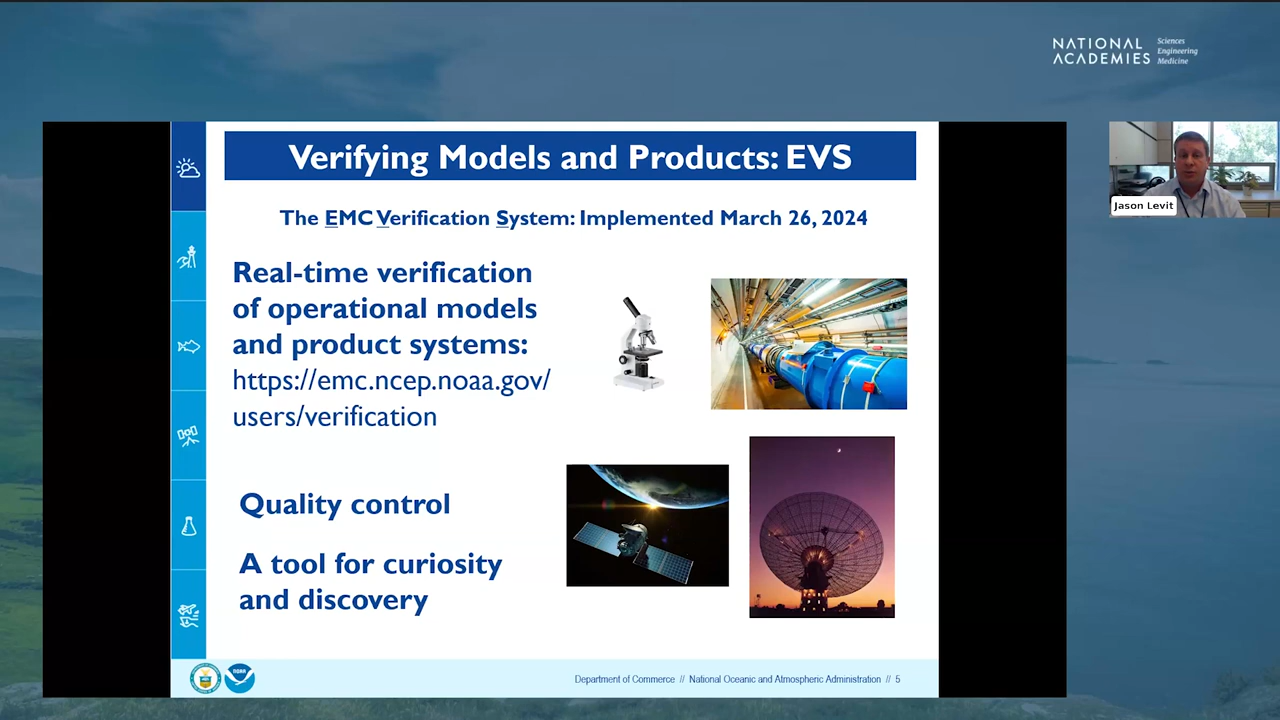 NATIONAL ACADEMIES
Sciences
Engineering
Medicine
Verifying Models and Products: EVS
The EMC Verification System: Implemented March 26, 2024
Real-time verification
of operational models
and product systems:
https://emc.ncep.noaa.gov/
users/verification
Quality control
A tool for curiosity
and discovery
Jason Levit
NOAA
Department of Commerce // National Oceanic and Atmospheric Administration // 5